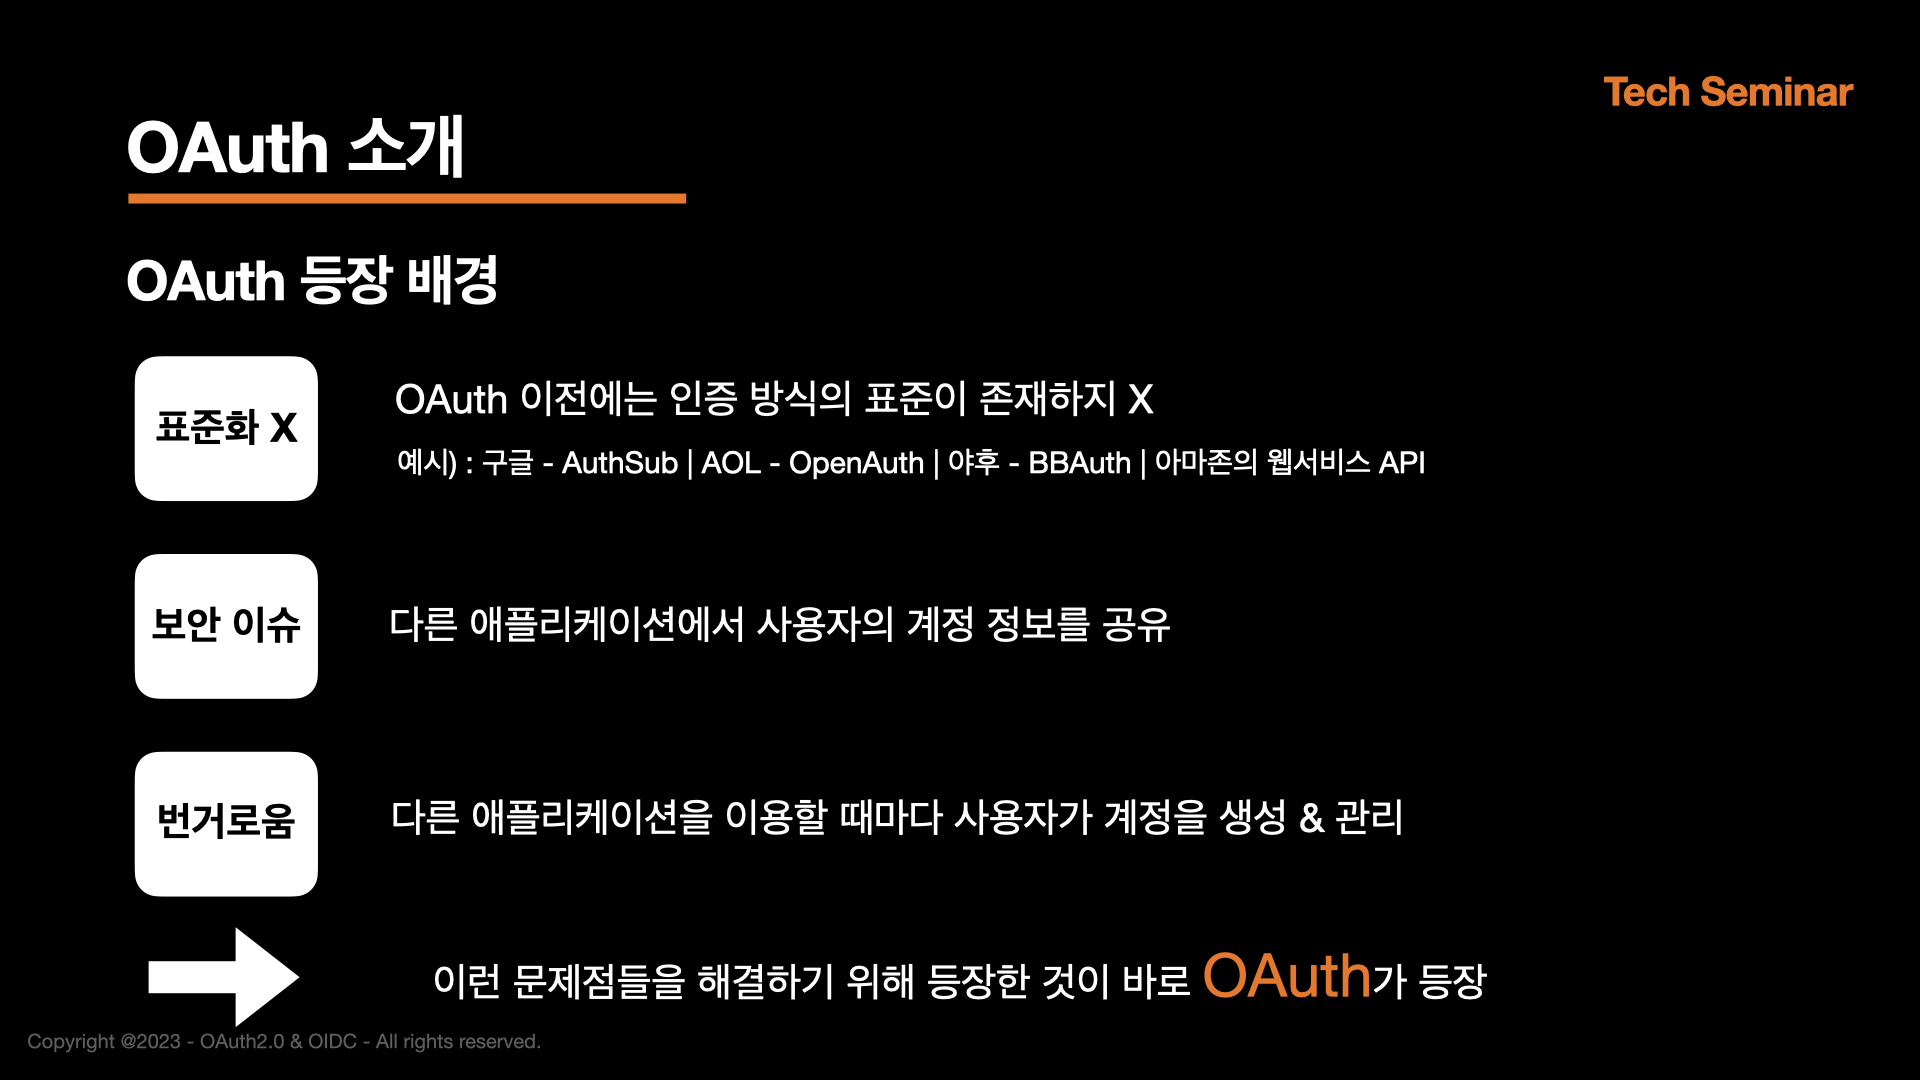 Tech Seminar
OAuth 소개
OAuth 등장 배경
표준화 X
OAuth 이전에는 인증 방식의 표준이 존재하지 X
예시) : 구글 - AuthSub | AOL - OpenAuth | 야후 - BBAuth | 아마존의 웹서비스 API
보안 이슈
다른 애플리케이션에서 사용자의 계정 정보를 공유
번거로움
다른 애플리케이션을 이용할 때마다 사용자가 계정을 생성 & 관리
이런 문제점들을 해결하기 위해 등장한 것이 바로 OAuth가 등장
Copyright @2023 - OAuth2.0 & OIDC - All rights reserved.